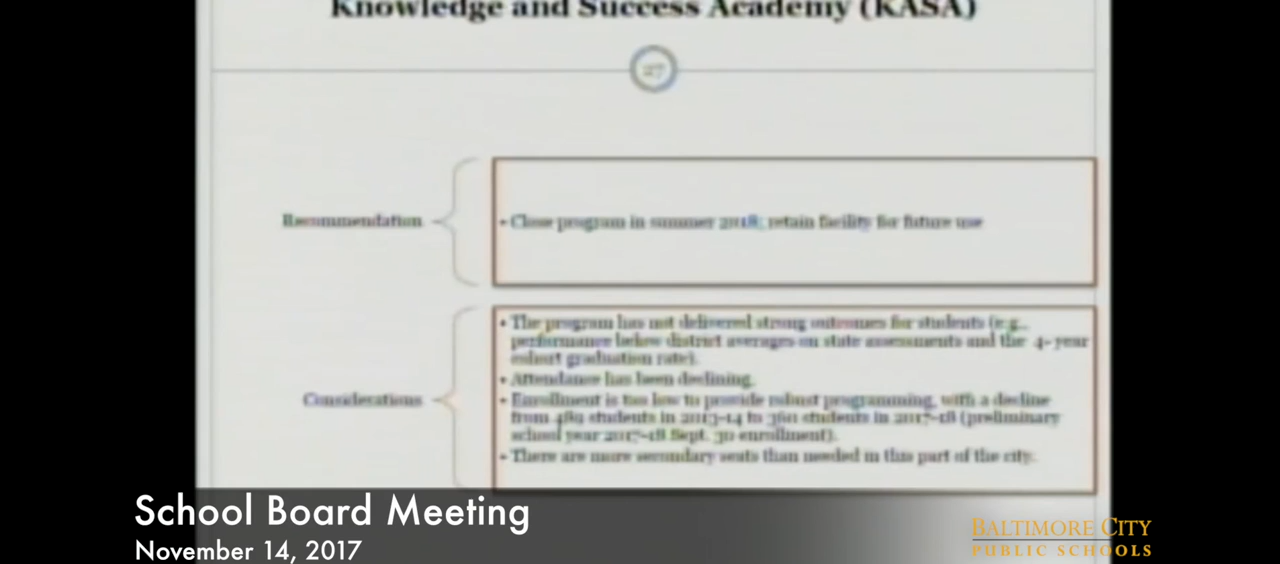 Knowledge and Success Academy (KASA)
27
Recommendation
• Close program in summer 2018; retain facility for future use
Considerations
• The program has not delivered strong outcomes for students (e.g.,
performance below district averages on state assessments and the 4-year
cohort graduation rate).
• Attendance has been declining.
• Enrollment is too low to provide robust programming, with a decline
from 489 students in 2013-14 to 360 students in 2017-18 (preliminary
school year 2017-18 Sept. 30 enrollment).
• There are more secondary seats than needed in this part of the city.
School Board Meeting
November 14, 2017
BALTIMORE CITY
PUBLIC SCHOOLS